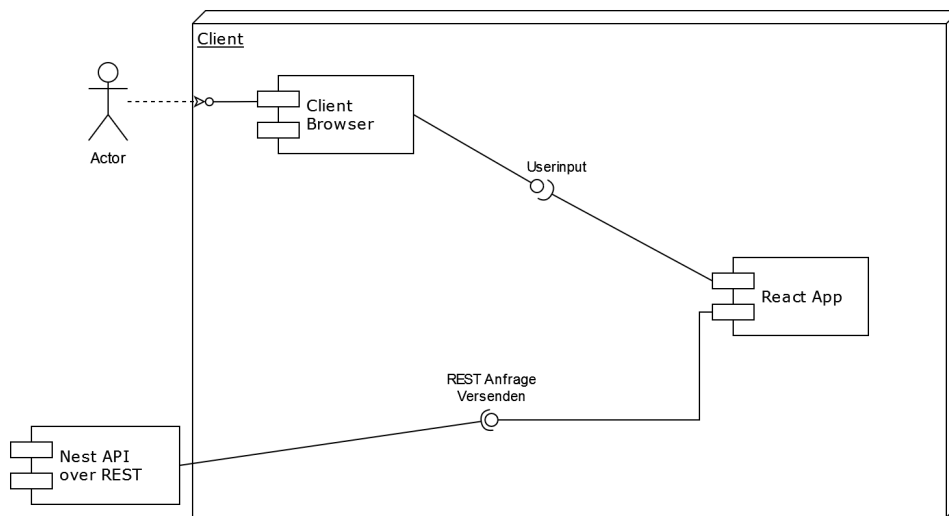 Client
Client
Browser
Actor
Userinput
React App
REST Anfrage
Versenden
Nest API
over REST